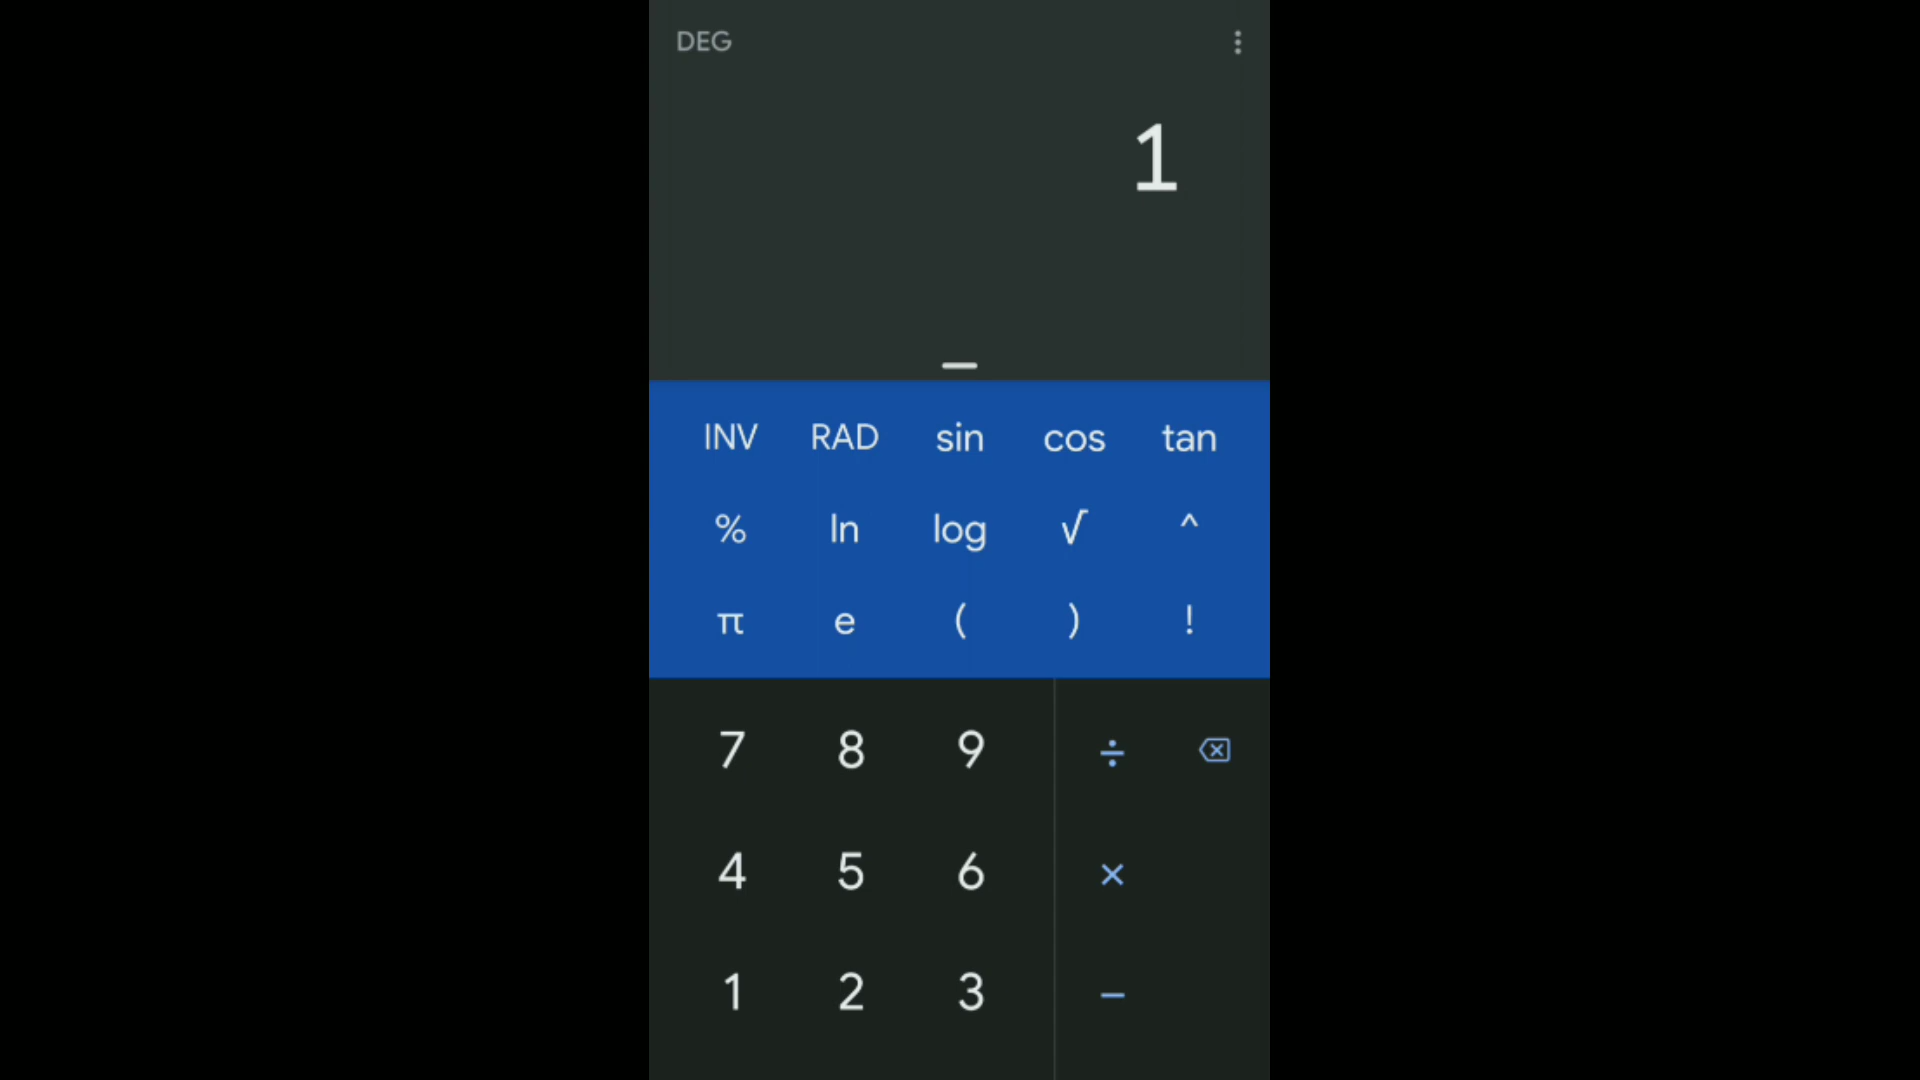 DEG
1
INV RAD sin cos tan
% ln log √ ^
π e ( ) !
7 8 9 ÷
4 5 6 ×
1 2 3 −